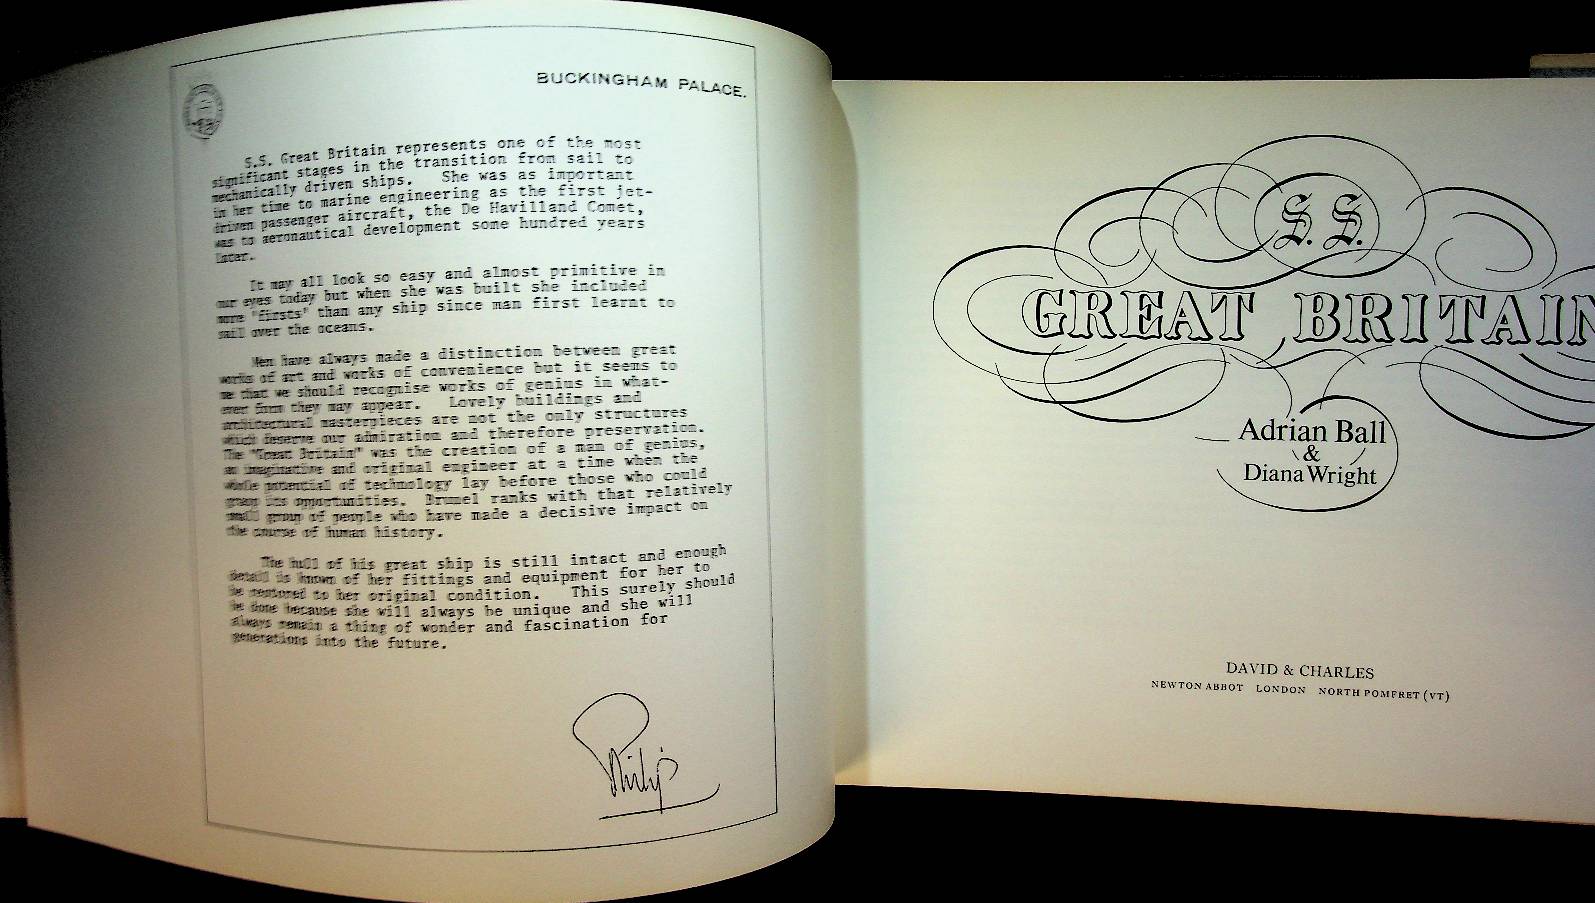 BUCKINGHAM PALACE.
S.S. Great Britain represents one of the most
significant stages in the transition from sail to
mechanically driven ships. She was as important
in her time to marine engineering as the first jet-
driven passenger aircraft, the De Havilland Comet,
was to aeronautical development some hundred years
later.
It may all look so easy and almost primitive in
our eyes today but when she was built she included
more "firsts" than any ship since man first learnt to
sail over the oceans.
Men have always made a distinction between great
works of art and works of convenience but it seems to
me that we should recognise works of genius in what-
ever form they may appear. Lovely buildings and
architectural masterpieces are not the only structures
which deserve our admiration and therefore preservation.
The "Great Britain" was the creation of a man of genius,
an imaginative and original engineer at a time when the
whole potential of technology lay before those who could
grasp its opportunities. Brunel ranks with that relatively
small group of people who have made a decisive impact on
the course of human history.
The hull of his great ship is still intact and enough
detail is known of her fittings and equipment for her to
be restored to her original condition. This surely should
be done because she will always be unique and she will
always remain a thing of wonder and fascination for
generations into the future.
Philip
S.S.
GREAT BRITAIN
Adrian Ball
&
Diana Wright
DAVID & CHARLES
NEWTON ABBOT LONDON NORTH POMFRET (VT)